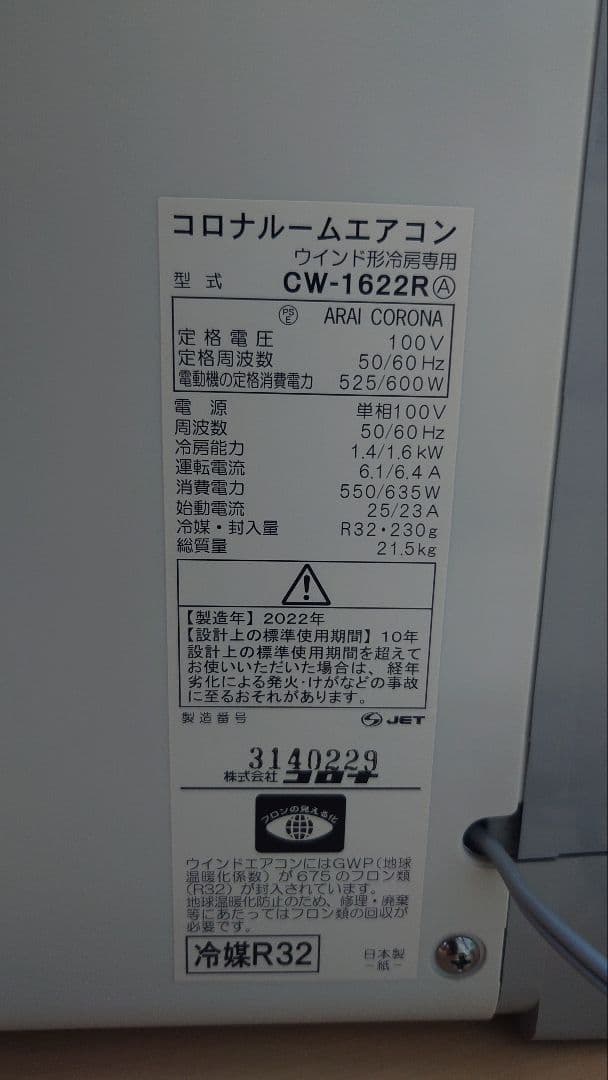 コロナルームエアコン
ウインド形冷房専用
型式 CW-1622RⒶ
PSE ARAI CORONA
定格電圧 100V
定格周波数 50/60Hz
電動機の定格消費電力 525/600W
電源 単相100V
周波数 50/60Hz
冷房能力 1.4/1.6kW
運転電流 6.1/6.4A
消費電力 550/635W
始動電流 25/23A
冷媒・封入量 R32・230g
総質量 21.5kg
【製造年】2022年
【設計上の標準使用期間】10年
設計上の標準使用期間を超えて
お使いいただいた場合は、経年
劣化による発火・けがなどの事故
に至るおそれがあります。
製造番号 JET
3140229
株式会社コロナ
フロンの見える化
ウインドエアコンにはGWP(地球
温暖化係数)が675のフロン類
(R32)が封入されています。
地球温暖化防止のため、修理・廃棄
等にあたってはフロン類の回収が
必要です。
冷媒R32
日本製
-紙-